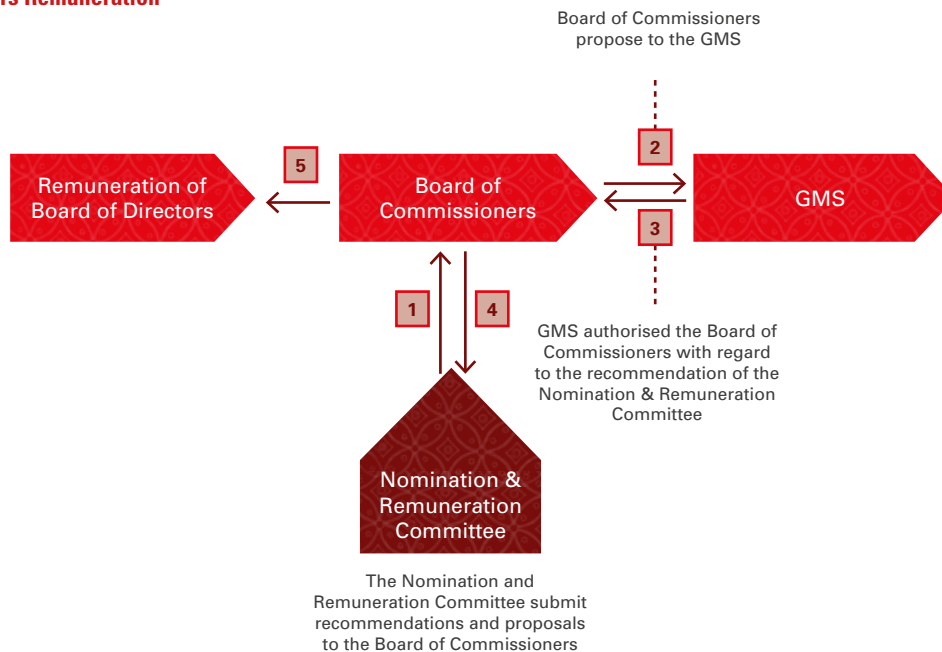 rs Remuneration
Board of Commissioners
propose to the GMS
2
5
Remuneration of
Board of Directors
Board of
Commissioners
GMS
3
1
4
GMS authorised the Board of
Commissioners with regard
to the recommendation of the
Nomination & Remuneration
Committee
Nomination &
Remuneration
Committee
The Nomination and
Remuneration Committee submit
recommendations and proposals
to the Board of Commissioners